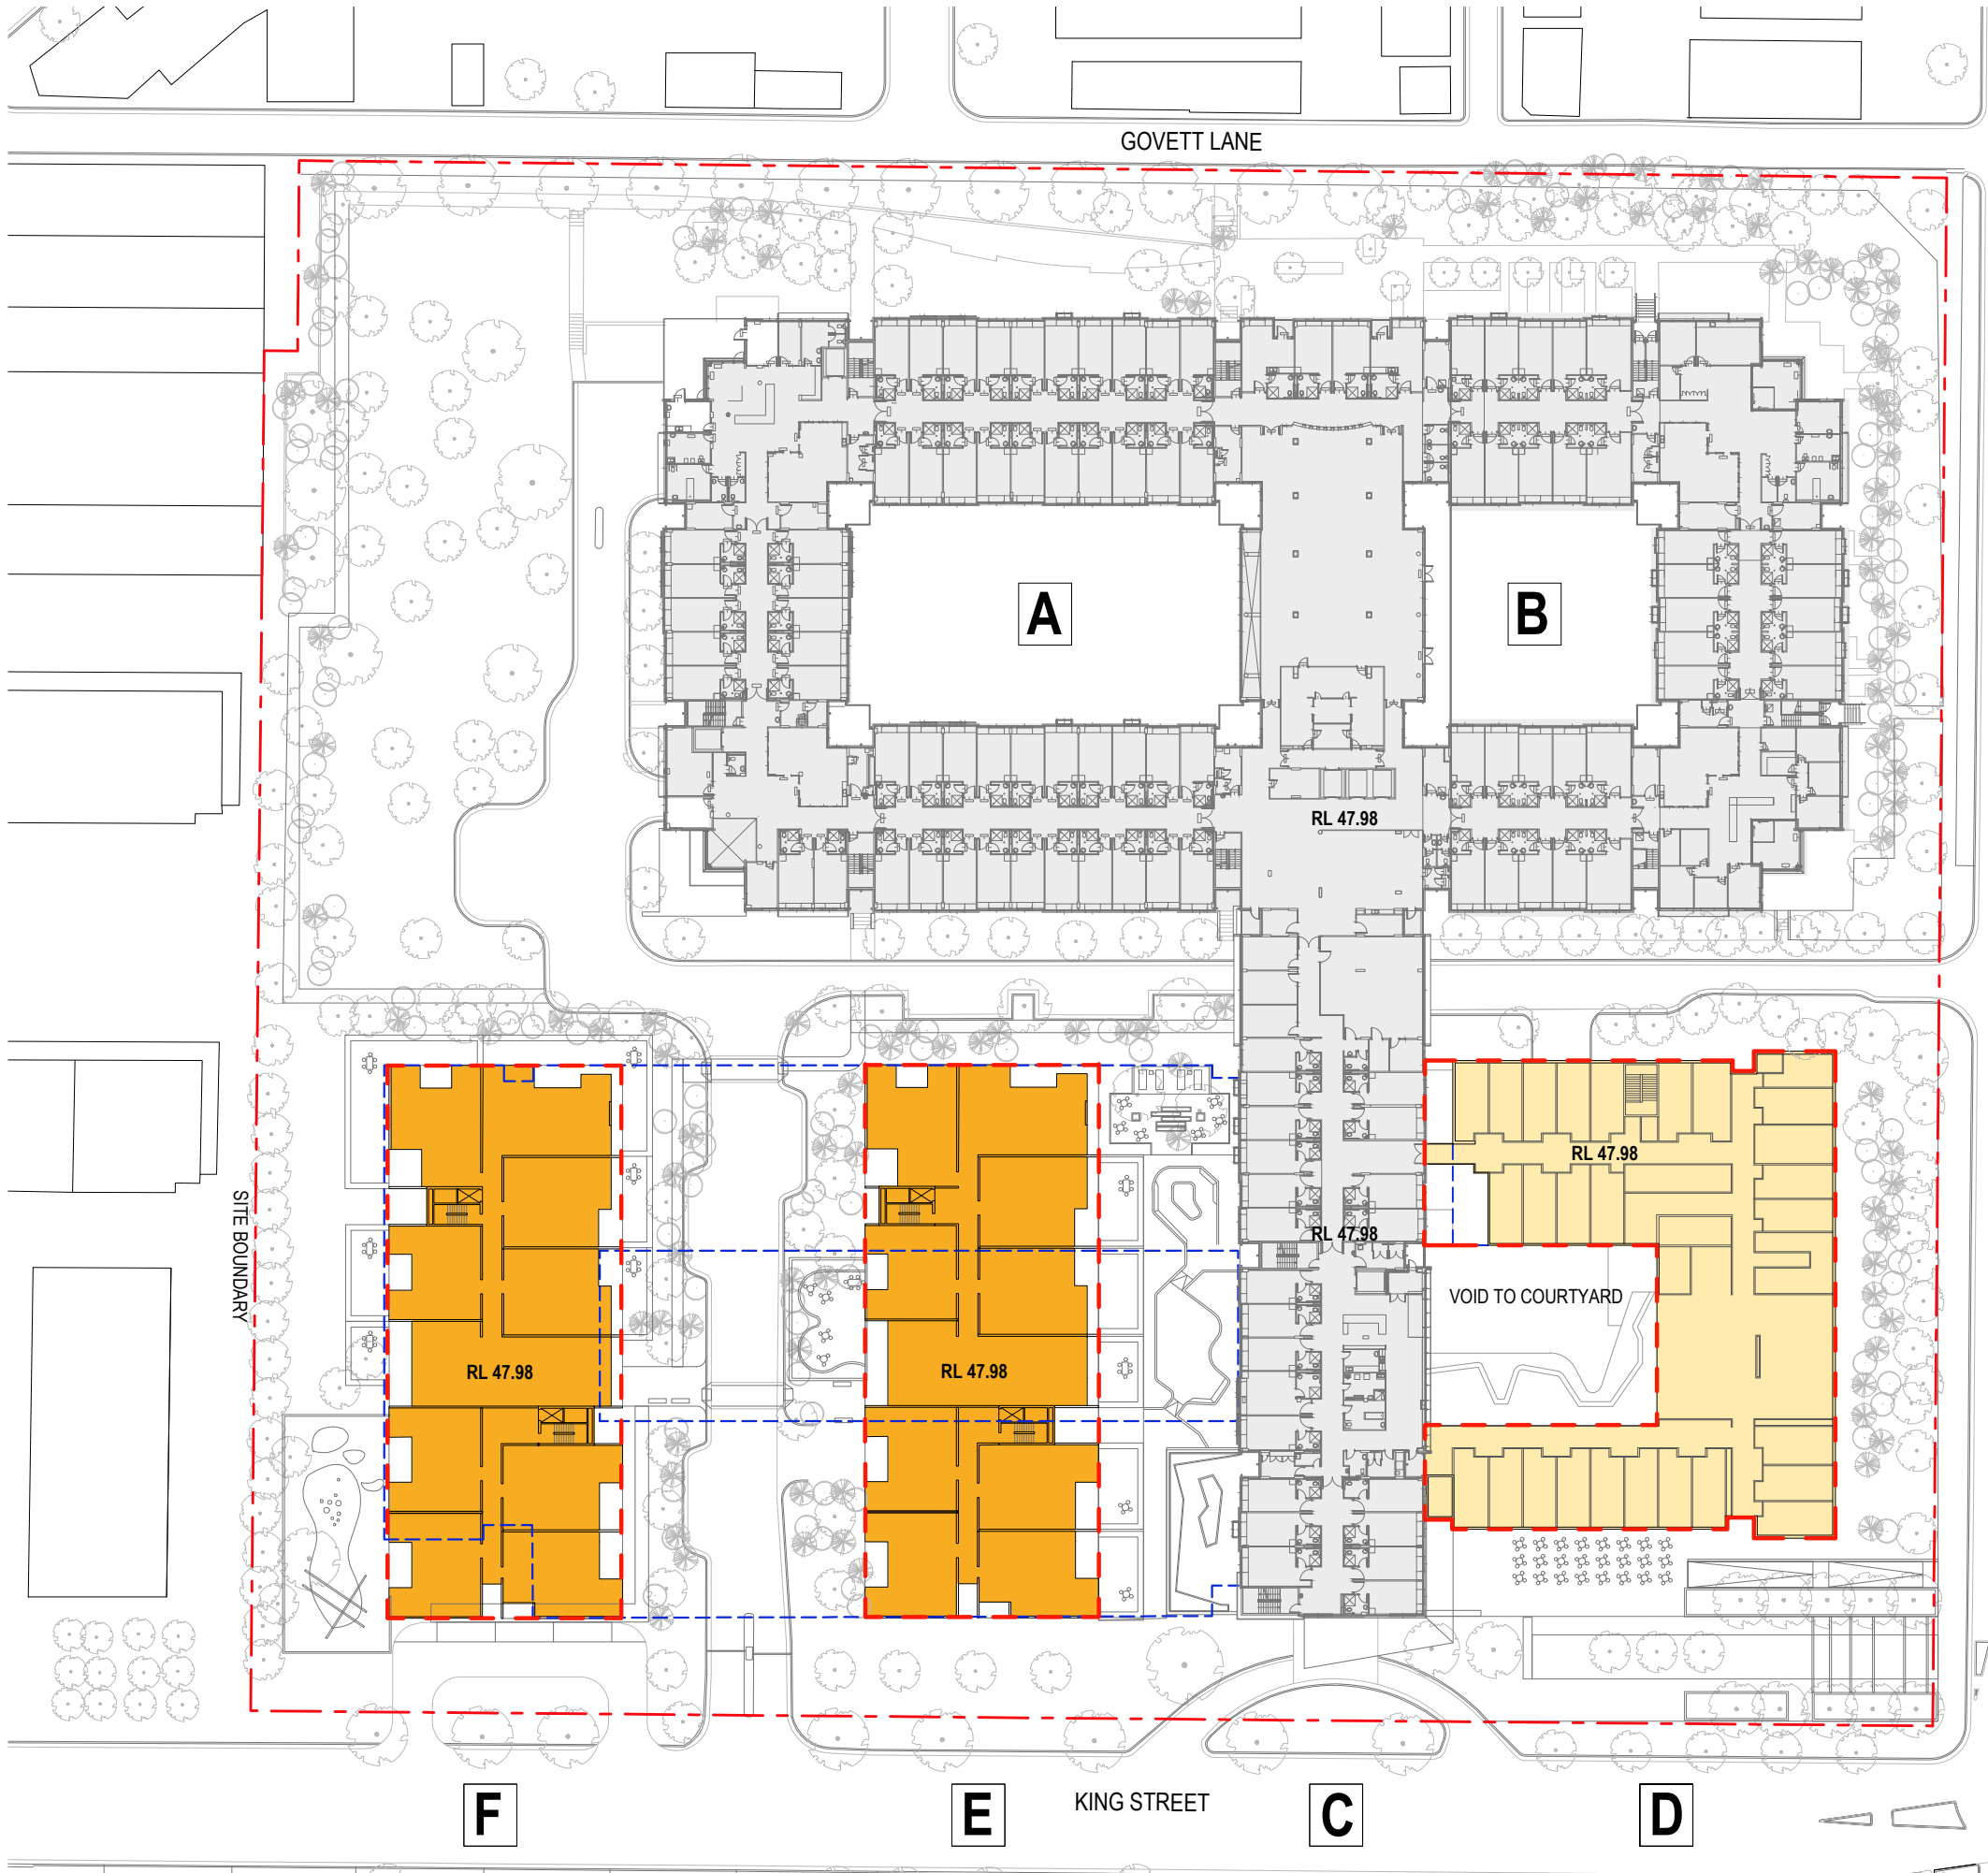 GOVETT LANE
A
B
RL 47.98
RL 47.98
RL 47.98
SITE BOUNDARY
VOID TO COURTYARD
RL 47.98
RL 47.98
F
E
KING STREET
C
D